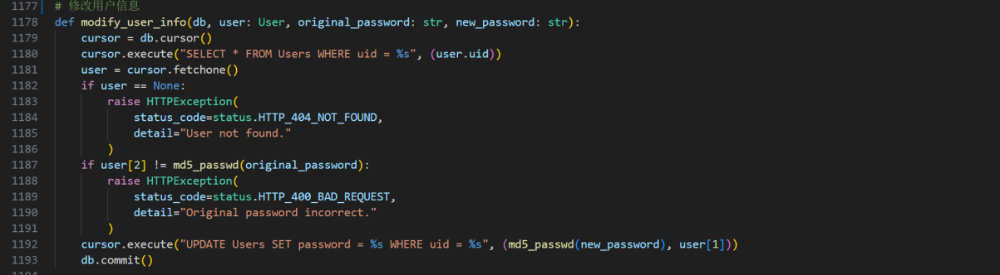 1177 # 修改用户信息
1178 def modify_user_info(db, user: User, original_password: str, new_password: str):
1179     cursor = db.cursor()
1180     cursor.execute("SELECT * FROM Users WHERE uid = %s", (user.uid))
1181     user = cursor.fetchone()
1182     if user == None:
1183         raise HTTPException(
1184             status_code=status.HTTP_404_NOT_FOUND,
1185             detail="User not found."
1186         )
1187     if user[2] != md5_passwd(original_password):
1188         raise HTTPException(
1189             status_code=status.HTTP_400_BAD_REQUEST,
1190             detail="Original password incorrect."
1191         )
1192     cursor.execute("UPDATE Users SET password = %s WHERE uid = %s", (md5_passwd(new_password), user[1]))
1193     db.commit()